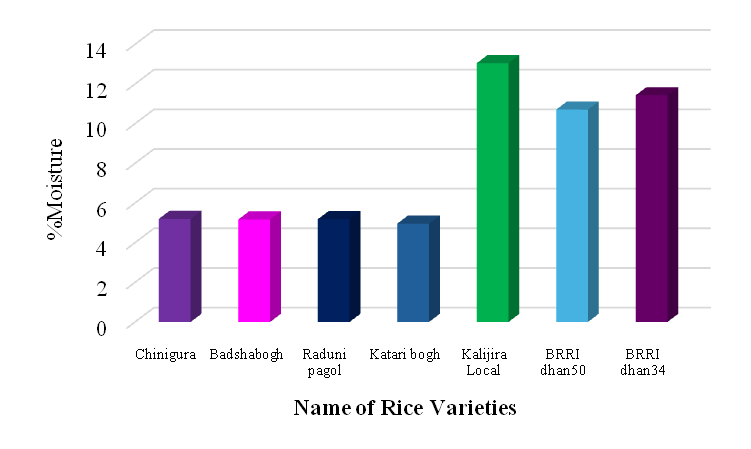 14
12
10
8
6
4
2
0
%Moisture
Chinigura
Badshabogh
Raduni
pagol
Katari bogh
Kalijira
Local
BRRI
dhan50
BRRI
dhan34
Name of Rice Varieties